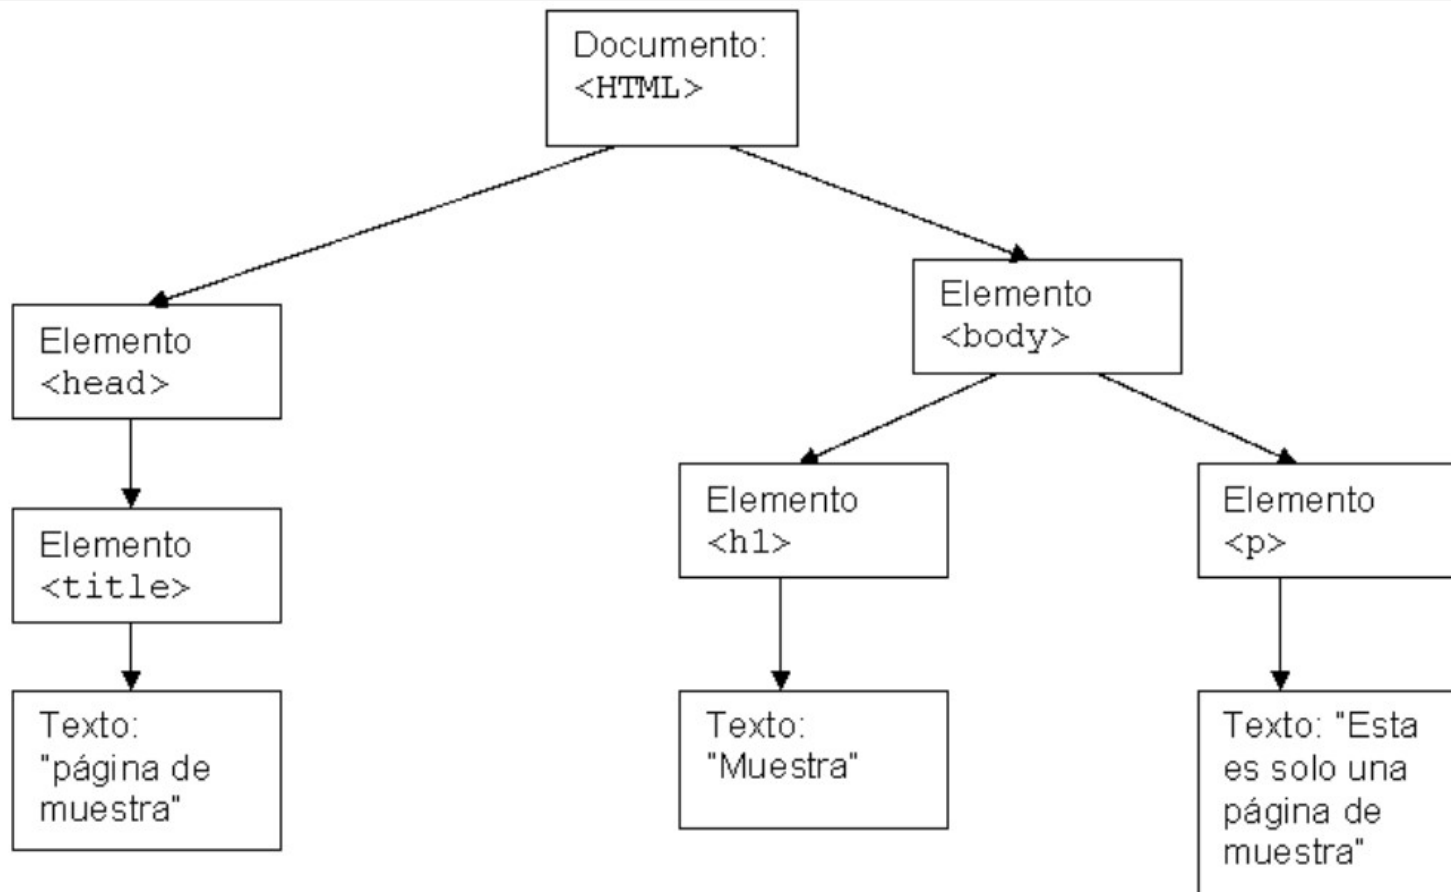 Documento:
<HTML>
Elemento
<head>
Elemento
<body>
Elemento
<title>
Elemento
<h1>
Elemento
<p>
Texto:
"página de
muestra"
Texto:
"Muestra"
Texto: "Esta
es solo una
página de
muestra"